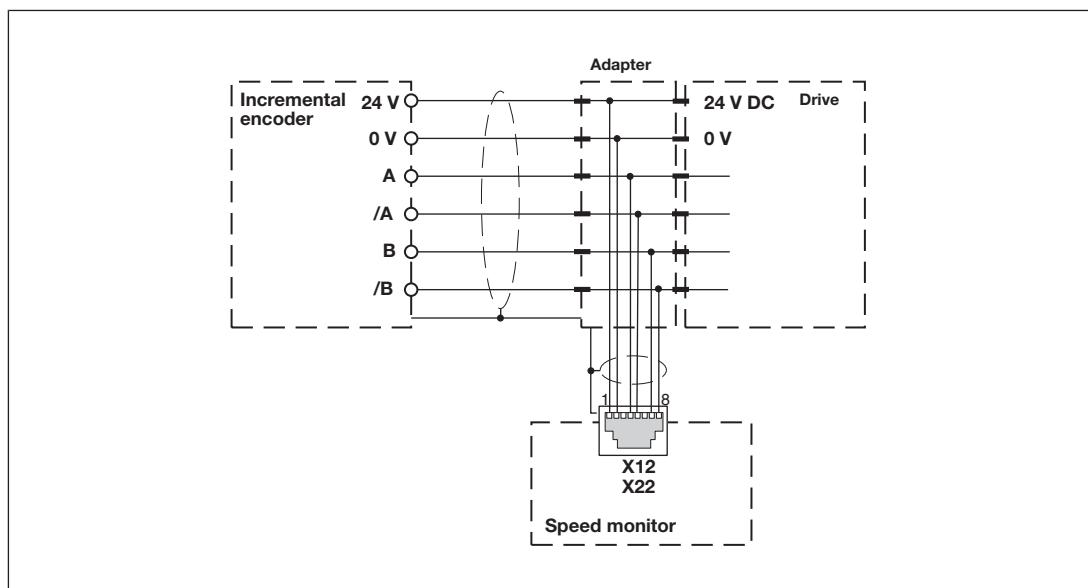 Adapter
Incremental
encoder
24 V
0 V
A
/A
B
/B
24 V DC
Drive
0 V
1
8
X12
X22
Speed monitor